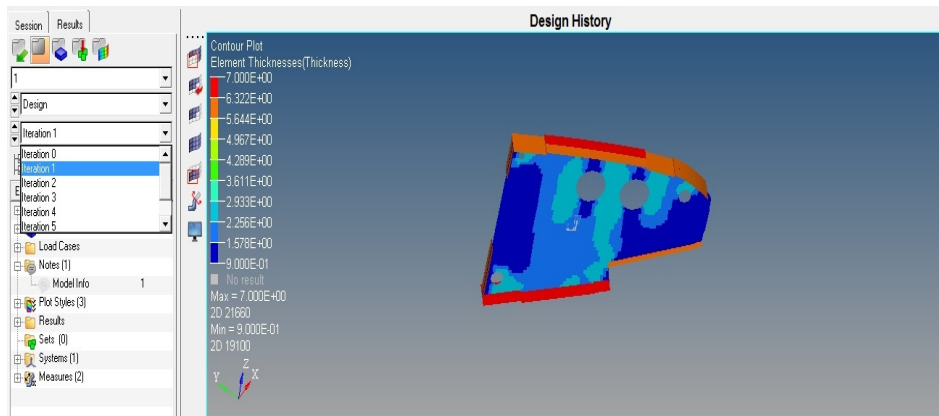 Session
Results
Design History
1
Design
Iteration 1
Iteration 0
Iteration 1
Iteration 2
Iteration 3
Iteration 4
Iteration 5
Load Cases
Notes (1)
Model Info 1
Plot Styles (3)
Results
Sets (0)
Systems (1)
Measures (2)
Contour Plot
Element Thicknesses(Thickness)
7.000E+00
6.322E+00
5.644E+00
4.967E+00
4.289E+00
3.611E+00
2.933E+00
2.256E+00
1.578E+00
9.000E-01
No result
Max = 7.000E+00
2D 21660
Min = 9.000E-01
2D 19100
Z
Y
X